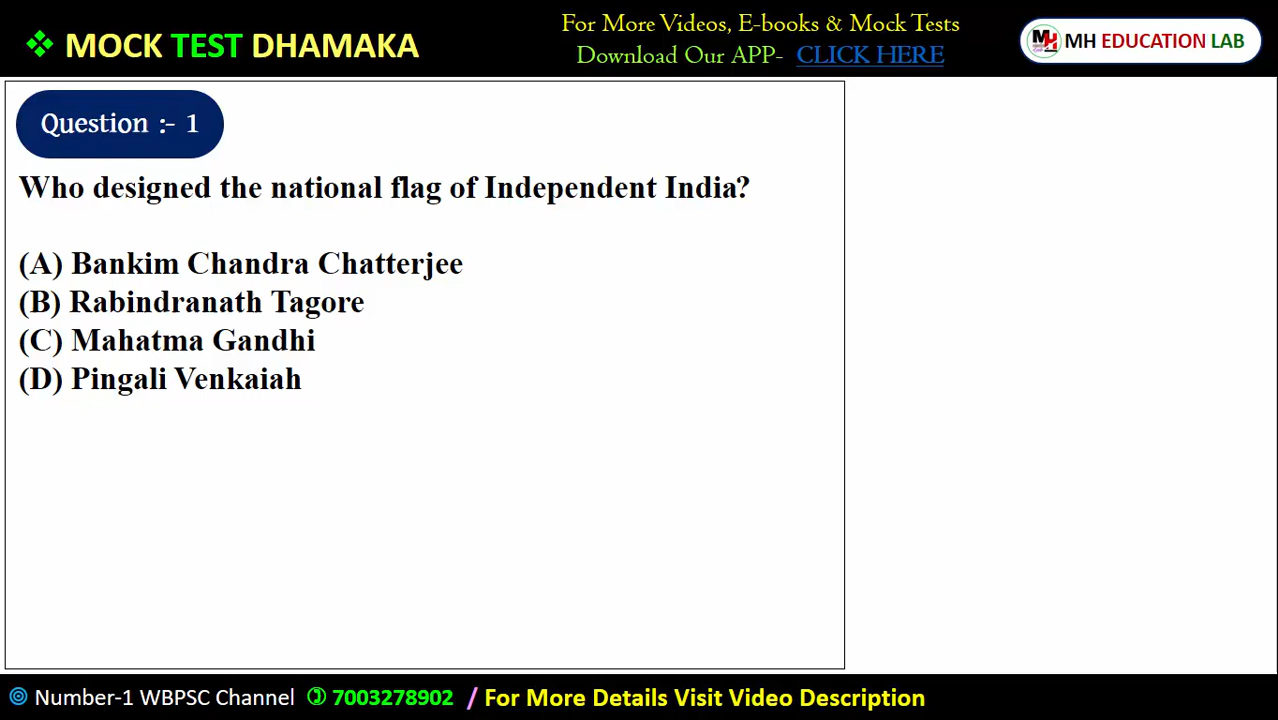 ❖ MOCK TEST DHAMAKA
For More Videos, E-books & Mock Tests
Download Our APP- CLICK HERE
MH EDUCATION LAB
Question :- 1
Who designed the national flag of Independent India?
(A) Bankim Chandra Chatterjee
(B) Rabindranath Tagore
(C) Mahatma Gandhi
(D) Pingali Venkaiah
Number-1 WBPSC Channel 7003278902 / For More Details Visit Video Description